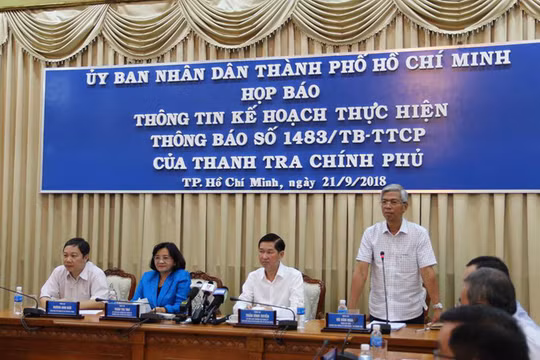 ỦY BAN NHÂN DÂN THÀNH PHỐ HỒ CHÍ MINH
HỌP BÁO
THÔNG TIN KẾ HOẠCH THỰC HIỆN
THÔNG BÁO SỐ 1483/TB-TTCP
CỦA THANH TRA CHÍNH PHỦ
TP. Hồ Chí Minh, ngày 21/9/2018